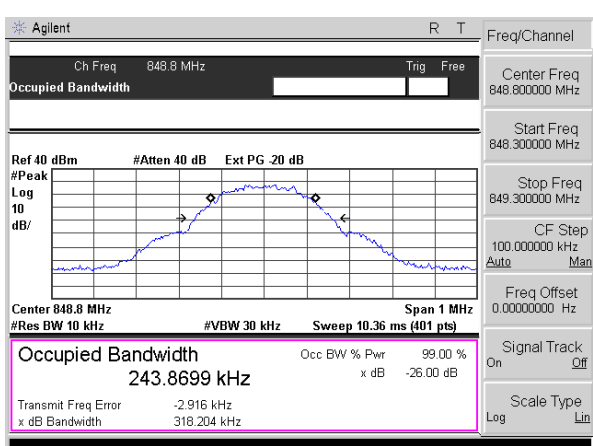 Agilent R T
Freq/Channel
Ch Freq 848.8 MHz Trig Free
Occupied Bandwidth
Center Freq
848.800000 MHz
Start Freq
848.300000 MHz
Stop Freq
849.300000 MHz
CF Step
100.000000 kHz
Auto Man
Freq Offset
0.00000000 Hz
Signal Track
On Off
Scale Type
Log Lin
Ref 40 dBm #Atten 40 dB Ext PG -20 dB
#Peak
Log
10
dB/
Center 848.8 MHz Span 1 MHz
#Res BW 10 kHz #VBW 30 kHz Sweep 10.36 ms (401 pts)
Occupied Bandwidth Occ BW % Pwr 99.00 %
243.8699 kHz x dB -26.00 dB
Transmit Freq Error -2.916 kHz
x dB Bandwidth 318.204 kHz